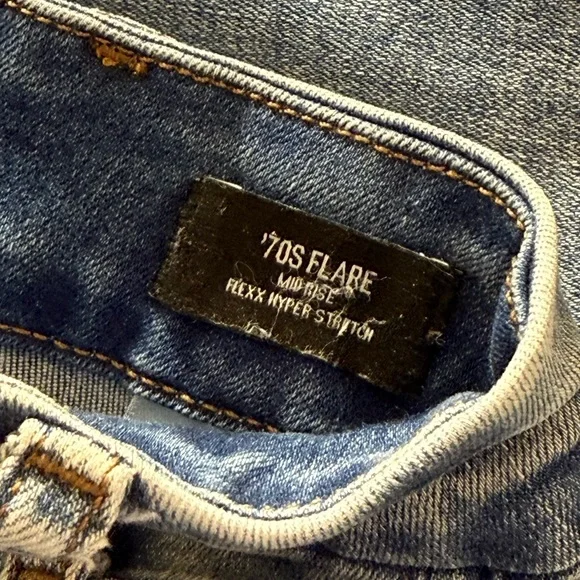 '70S FLARE
MID RISE
FLEXX HYPER STRETCH